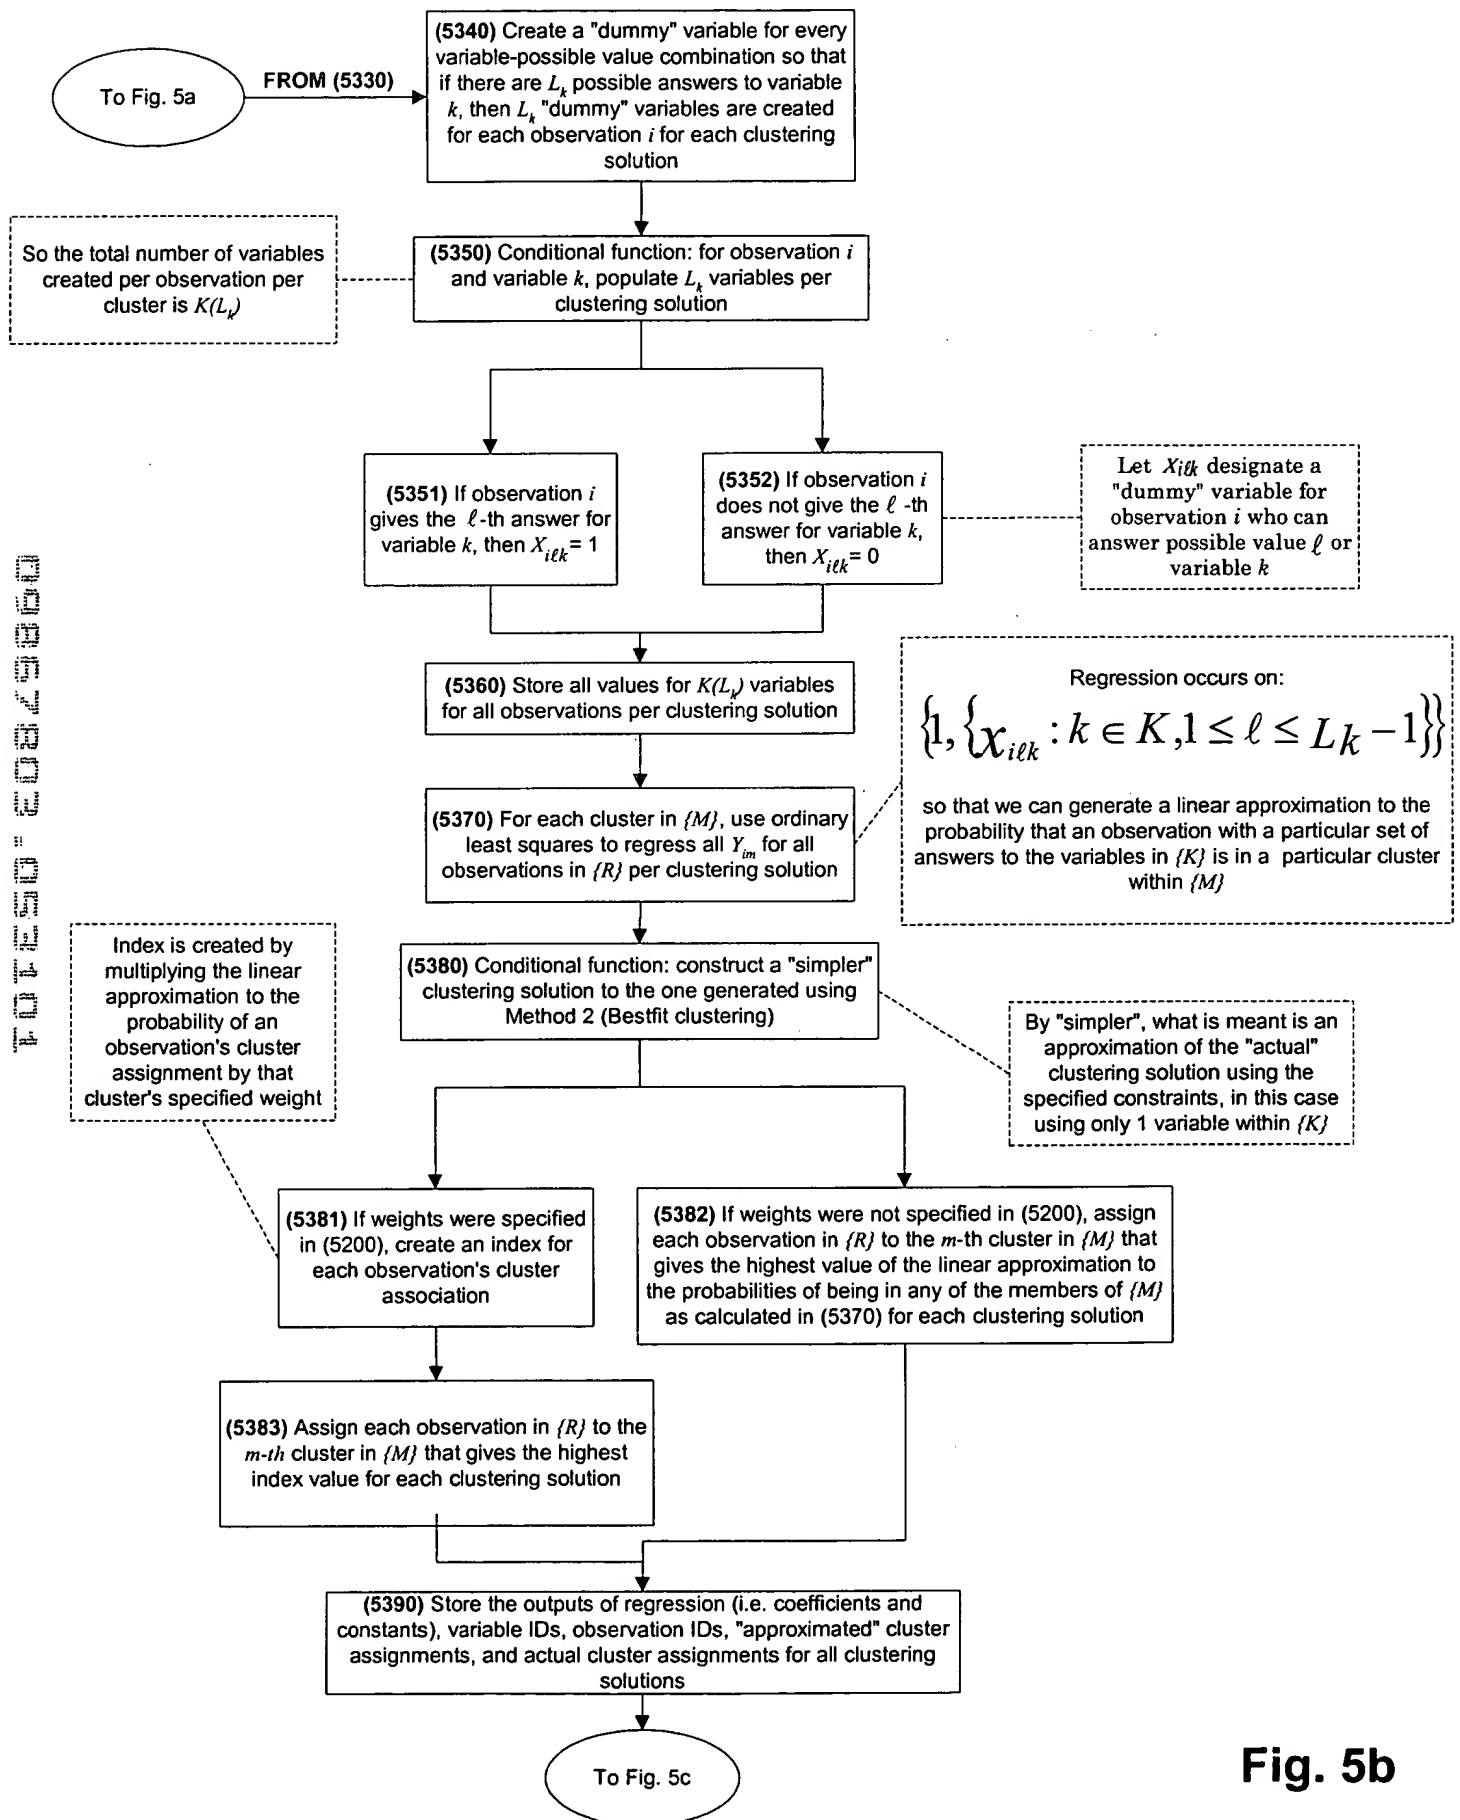 (5340) Create a "dummy" variable for every
variable-possible value combination so that
if there are Lk possible answers to variable
k, then Lk "dummy" variables are created
for each observation i for each clustering
solution
To Fig. 5a
FROM (5330)
So the total number of variables
created per observation per
cluster is K(Lk)
(5350) Conditional function: for observation i
and variable k, populate Lk variables per
clustering solution
(5351) If observation i
gives the ℓ-th answer for
variable k, then Xiℓk = 1
(5352) If observation i
does not give the ℓ -th
answer for variable k,
then Xiℓk = 0
Let Xiℓk designate a
"dummy" variable for
observation i who can
answer possible value ℓ or
variable k
09867803.053101
(5360) Store all values for K(Lk) variables
for all observations per clustering solution
Regression occurs on:
{1, {xiℓk : k ∈ K,1 ≤ ℓ ≤ Lk −1}}
so that we can generate a linear approximation to the
probability that an observation with a particular set of
answers to the variables in {K} is in a particular cluster
within {M}
(5370) For each cluster in {M}, use ordinary
least squares to regress all Yim for all
observations in {R} per clustering solution
Index is created by
multiplying the linear
approximation to the
probability of an
observation's cluster
assignment by that
cluster's specified weight
(5380) Conditional function: construct a "simpler"
clustering solution to the one generated using
Method 2 (Bestfit clustering)
By "simpler", what is meant is an
approximation of the "actual"
clustering solution using the
specified constraints, in this case
using only 1 variable within {K}
(5381) If weights were specified
in (5200), create an index for
each observation's cluster
association
(5382) If weights were not specified in (5200), assign
each observation in {R} to the m-th cluster in {M} that
gives the highest value of the linear approximation to
the probabilities of being in any of the members of {M}
as calculated in (5370) for each clustering solution
(5383) Assign each observation in {R} to the
m-th cluster in {M} that gives the highest
index value for each clustering solution
(5390) Store the outputs of regression (i.e. coefficients and
constants), variable IDs, observation IDs, "approximated" cluster
assignments, and actual cluster assignments for all clustering
solutions
To Fig. 5c
Fig. 5b